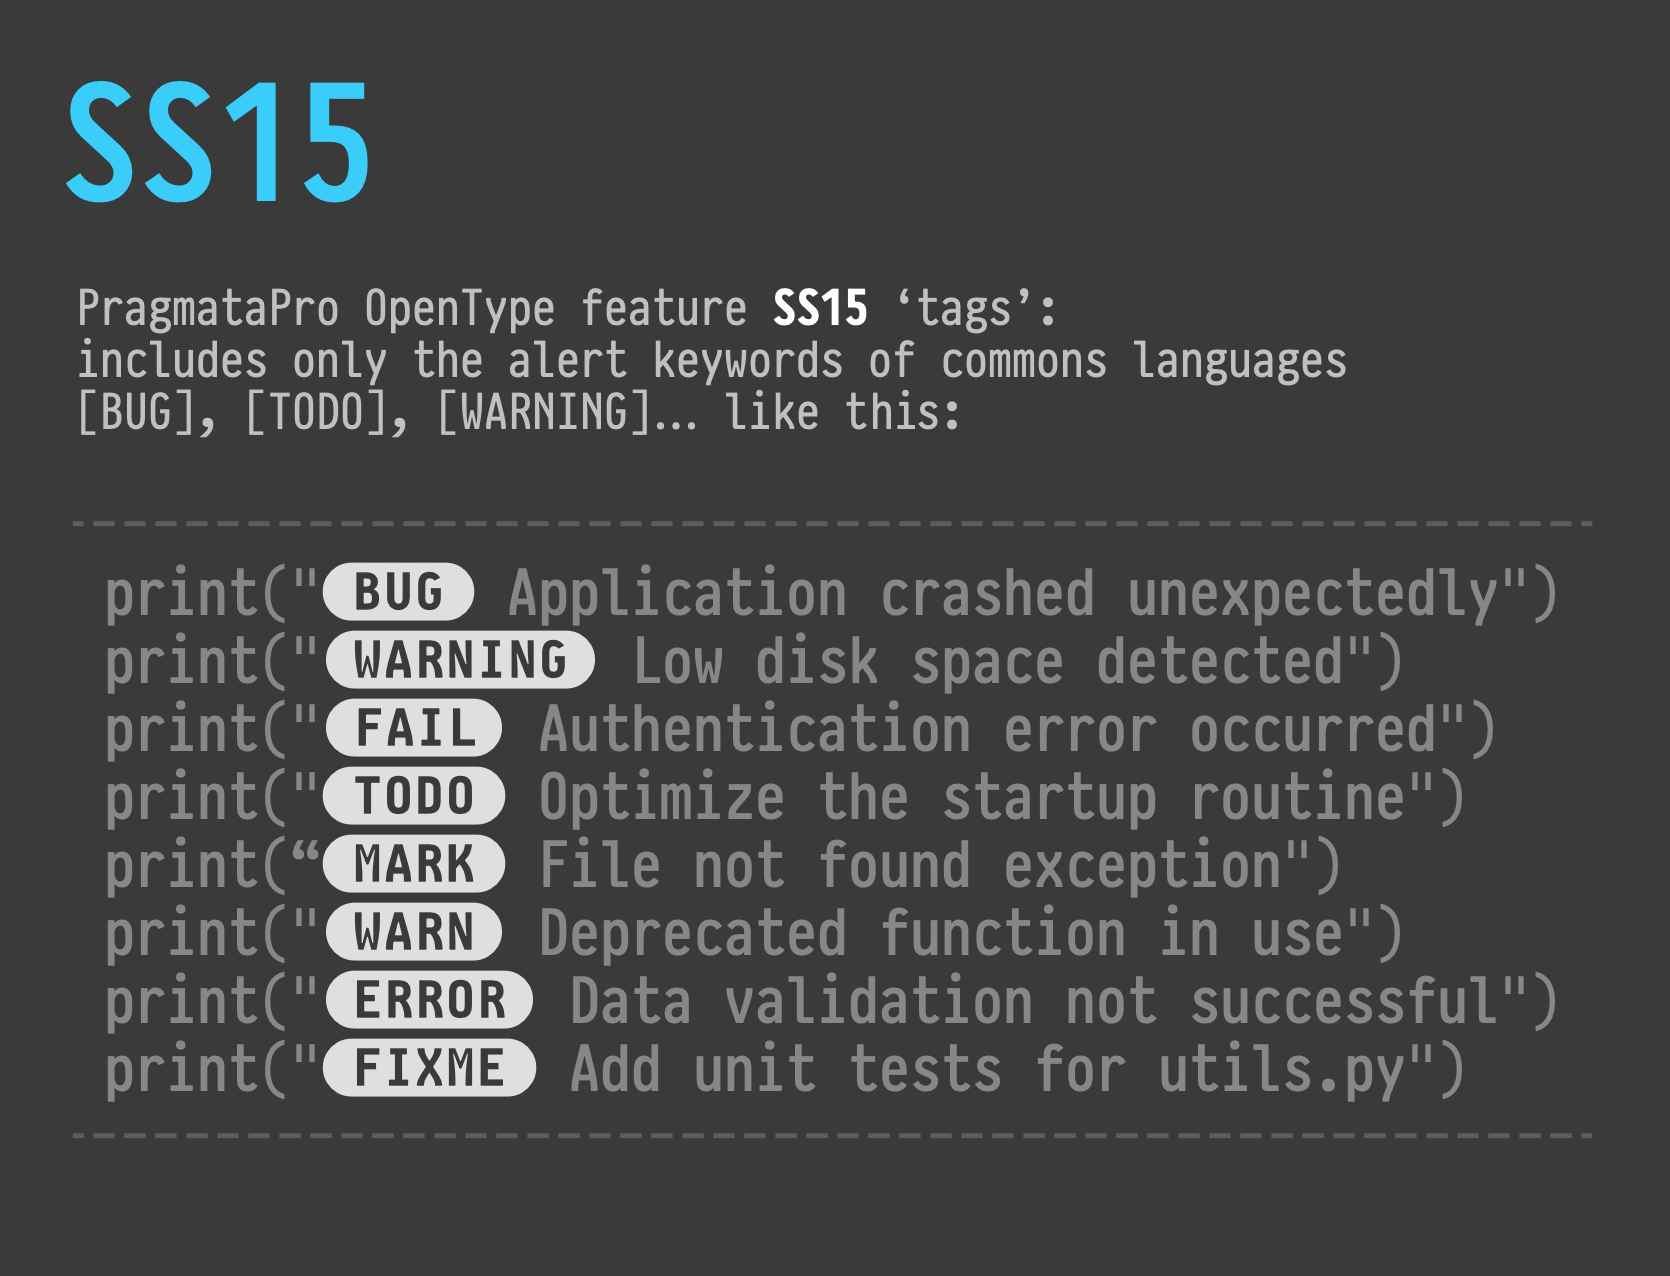 SS15
PragmataPro OpenType feature SS15 ‘tags’:
includes only the alert keywords of commons languages
[BUG], [TODO], [WARNING]… like this:
print("BUG Application crashed unexpectedly")
print("WARNING Low disk space detected")
print("FAIL Authentication error occurred")
print("TODO Optimize the startup routine")
print(“MARK File not found exception")
print("WARN Deprecated function in use")
print("ERROR Data validation not successful")
print("FIXME Add unit tests for utils.py")